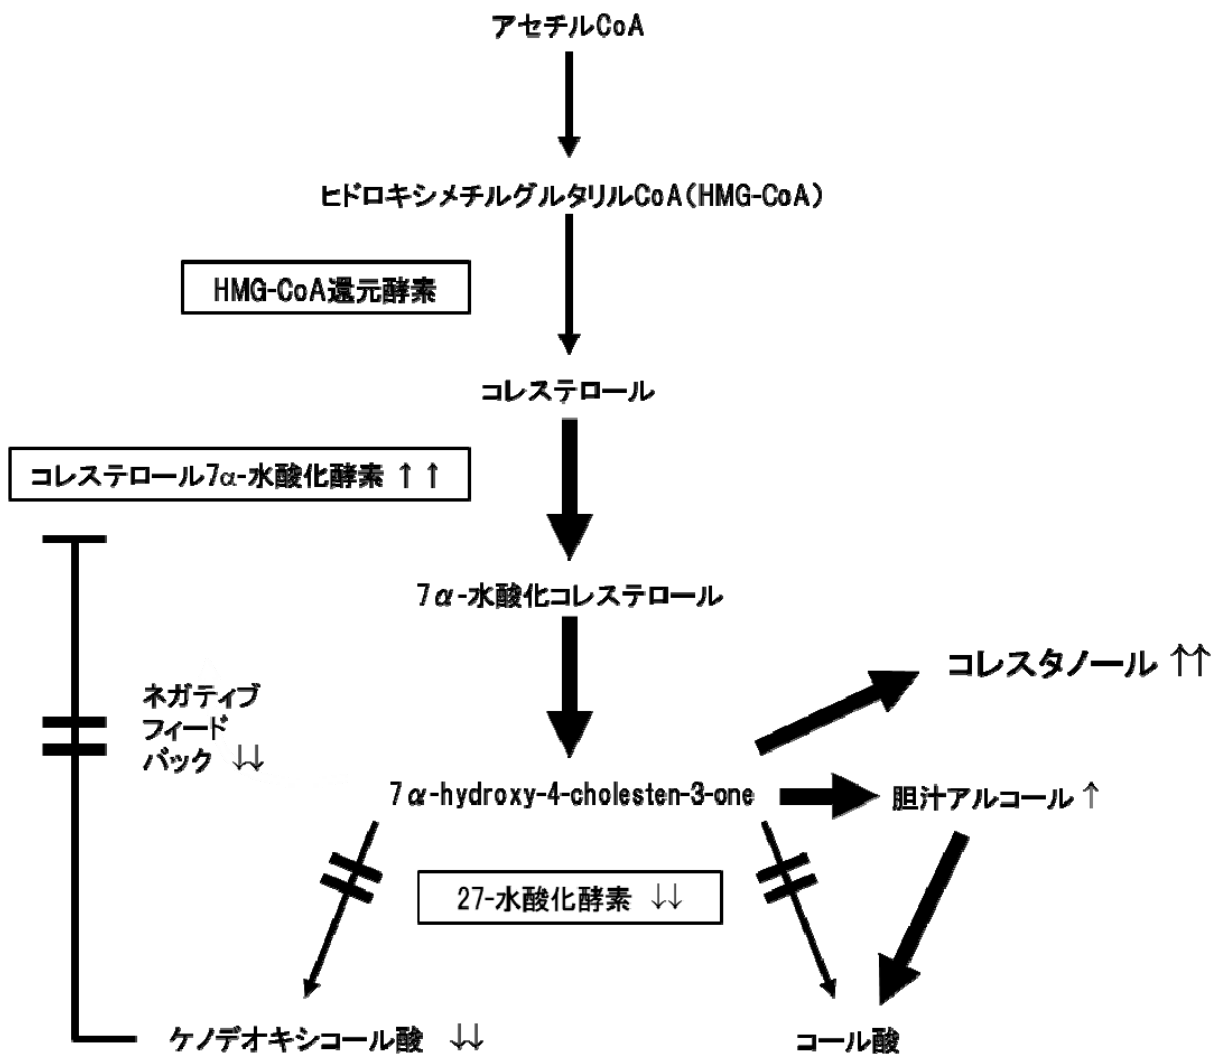 アセチルCoA
ヒドロキシメチルグルタリルCoA(HMG-CoA)
HMG-CoA還元酵素
コレステロール
コレステロール7α-水酸化酵素 ↑↑
7α-水酸化コレステロール
コレスタノール ↑↑
ネガティブ
フィード
バック ↓↓
7α-hydroxy-4-cholesten-3-one
胆汁アルコール ↑
27-水酸化酵素 ↓↓
ケノデオキシコール酸 ↓↓
コール酸